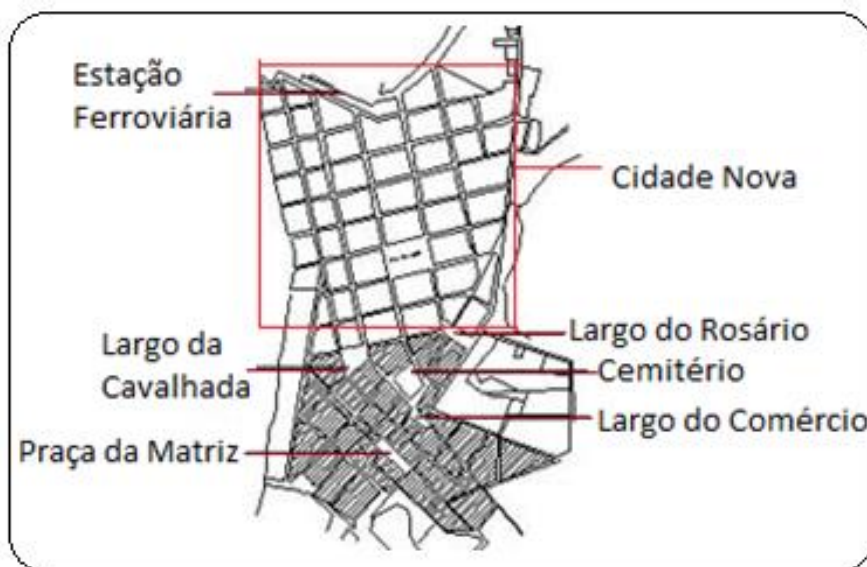 Estação
Ferroviária
Cidade Nova
Largo do Rosário
Largo da
Cavalhada
Cemitério
Largo do Comércio
Praça da Matriz